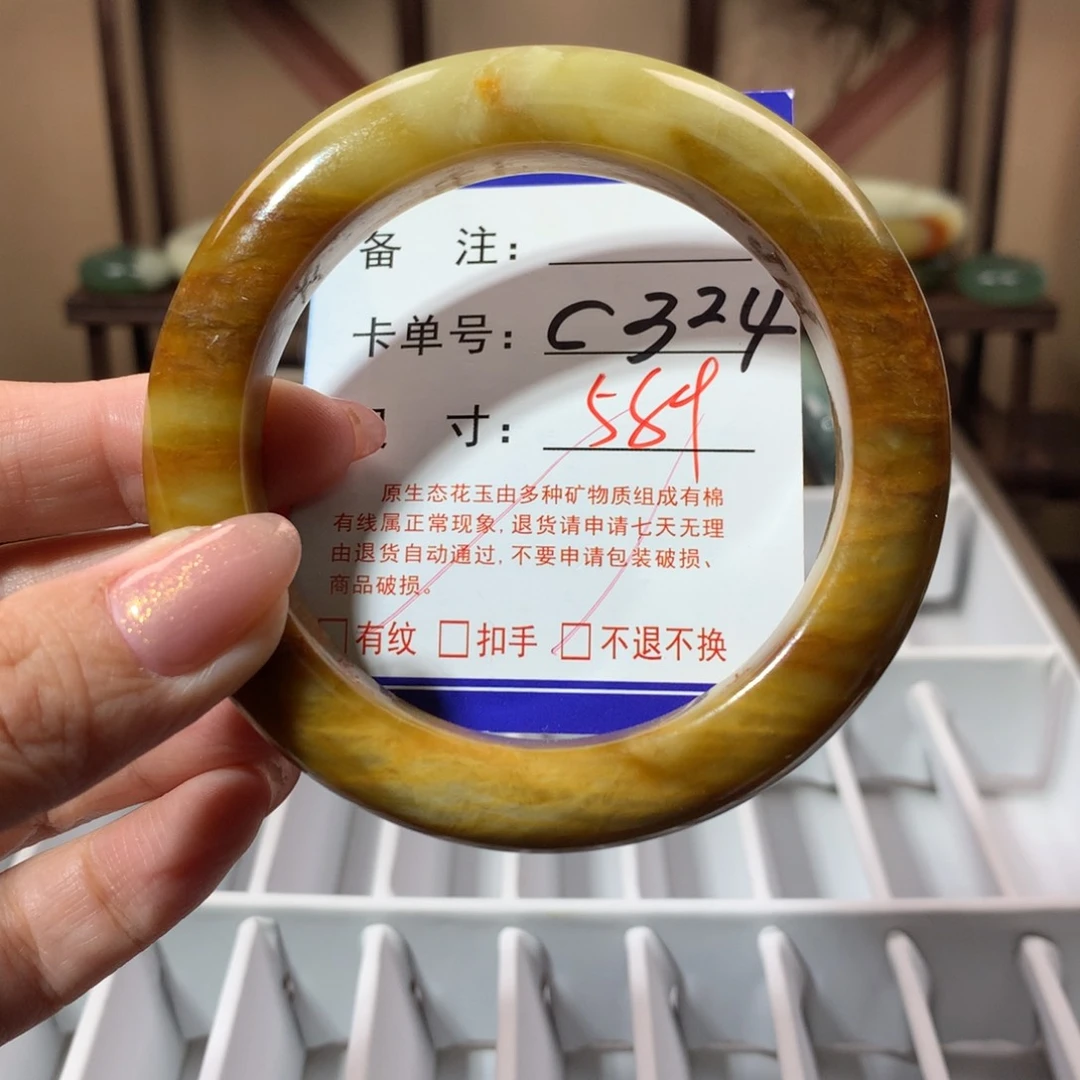 备 注：
卡单号：C324
寸：589
原生态花玉由多种矿物质组成有棉
有线属正常现象，退货请申请七天无理
由退货自动通过，不要申请包装破损、
商品破损。
□有纹 □扣手 □不退不换